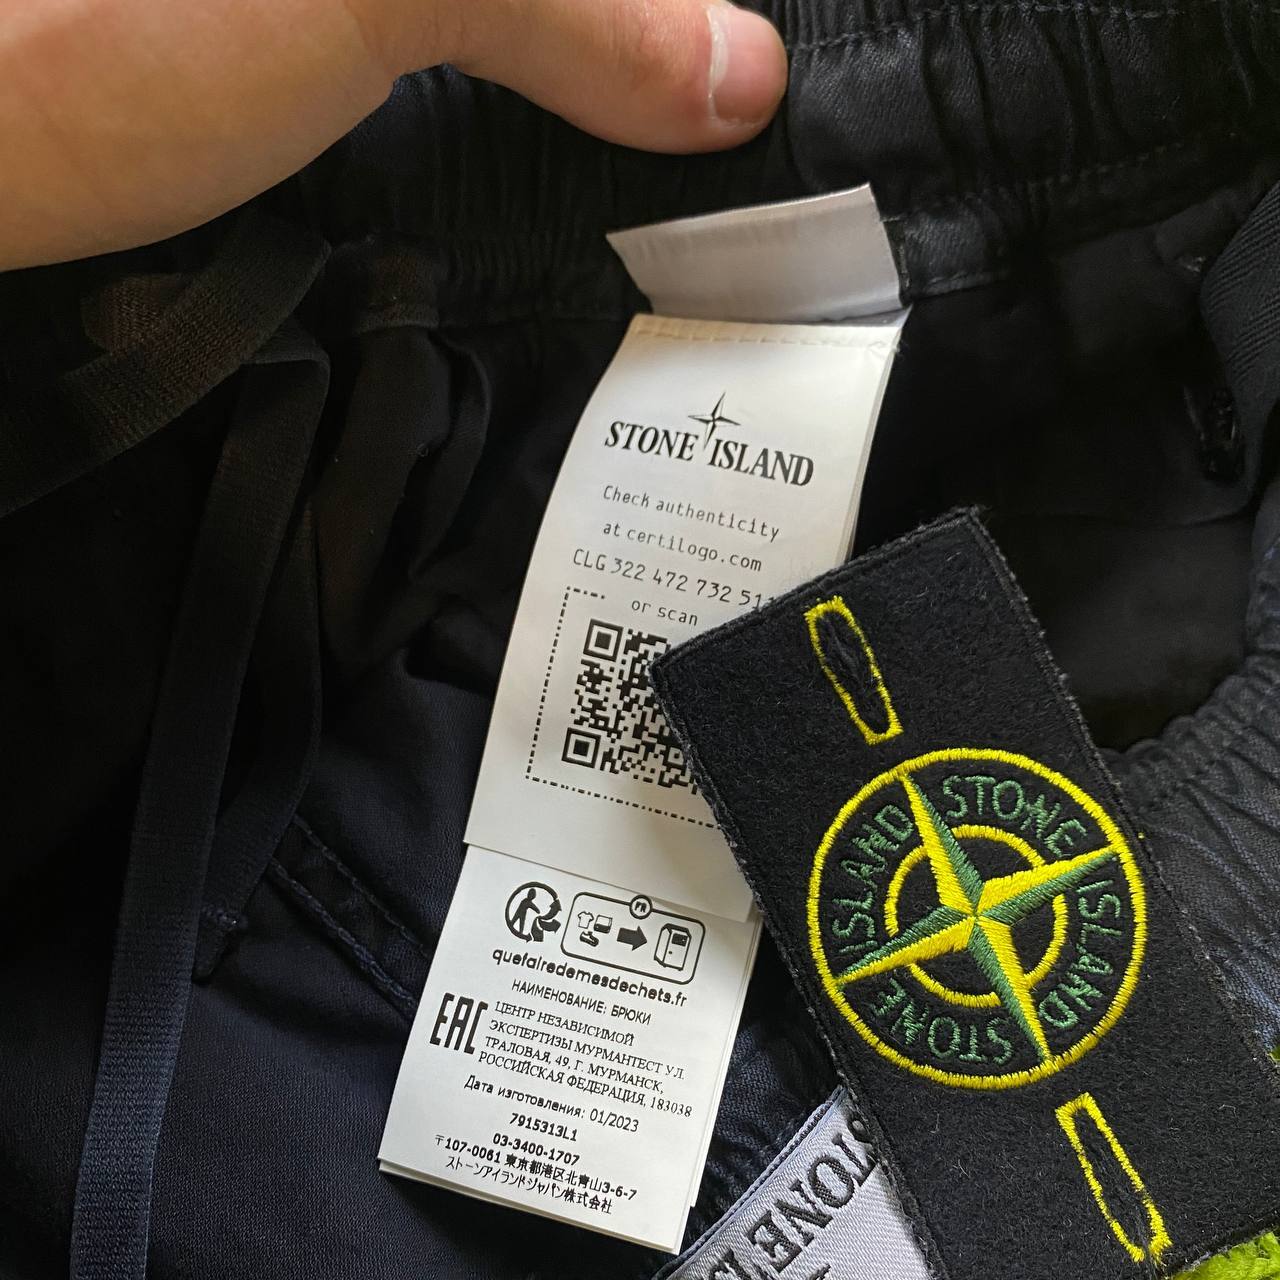 STONE ISLAND
Check authenticity
at certilogo.com
CLG 322 472 732 51
or scan
FR
quefairedemesdechets.fr
НАИМЕНОВАНИЕ: БРЮКИ
EAC
ЦЕНТР НЕЗАВИСИМОЙ
ЭКСПЕРТИЗЫ МУРМАНТЕСТ УЛ.
ТРАЛОВАЯ, 49, Г. МУРМАНСК,
РОССИЙСКАЯ ФЕДЕРАЦИЯ, 183038
Дата изготовления: 01/2023
7915313L1
03-3400-1707
〒107-0061 東京都港区北青山3-6-7
ストーンアイランドジャパン株式会社
STONE ISLAND
STONE ISLAND
STONE